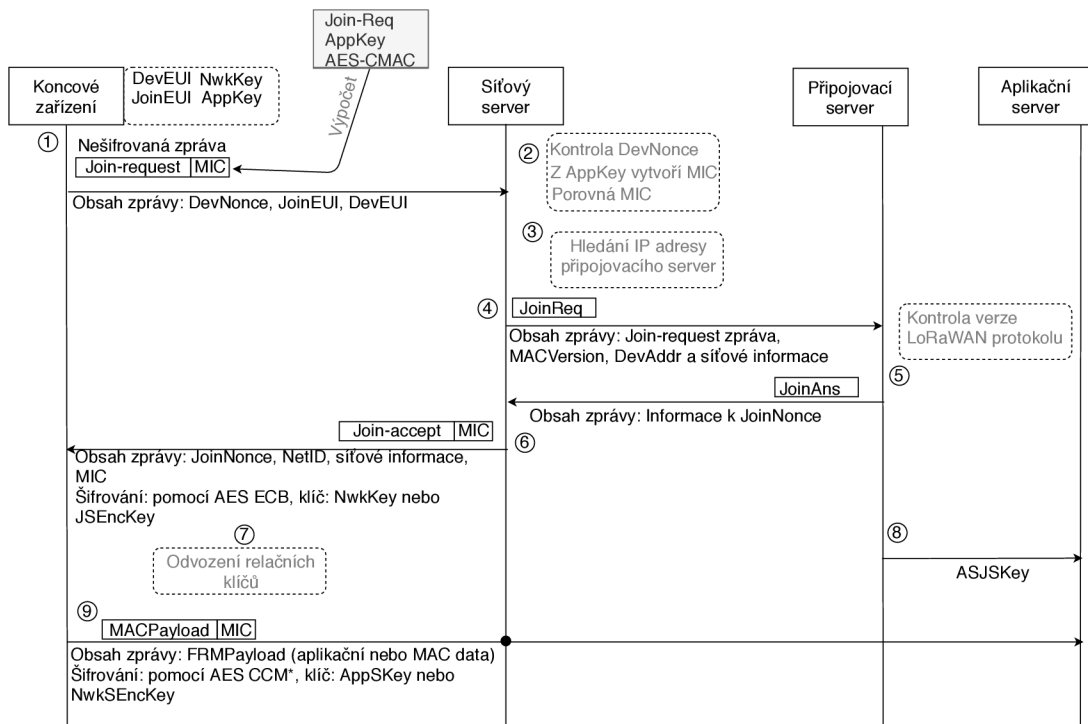 Join-Req
AppKey
AES-CMAC
Výpočet
Koncové
zařízení
DevEUI NwkKey
JoinEUI AppKey
Síťový
server
Připojovací
server
Aplikační
server
①
Nešifrovaná zpráva
Join-request MIC
Obsah zprávy: DevNonce, JoinEUI, DevEUI
②
Kontrola DevNonce
Z AppKey vytvoří MIC
Porovná MIC
③
Hledání IP adresy
připojovacího server
④
JoinReq
Obsah zprávy: Join-request zpráva,
MACVersion, DevAddr a síťové informace
Kontrola verze
LoRaWAN protokolu
⑤
JoinAns
Obsah zprávy: Informace k JoinNonce
Join-accept MIC
⑥
Obsah zprávy: JoinNonce, NetID, síťové informace,
MIC
Šifrování: pomocí AES ECB, klíč: NwkKey nebo
JSEncKey
⑦
Odvození relačních
klíčů
⑧
ASJSKey
⑨
MACPayload MIC
Obsah zprávy: FRMPayload (aplikační nebo MAC data)
Šifrování: pomocí AES CCM*, klíč: AppSKey nebo
NwkSEncKey